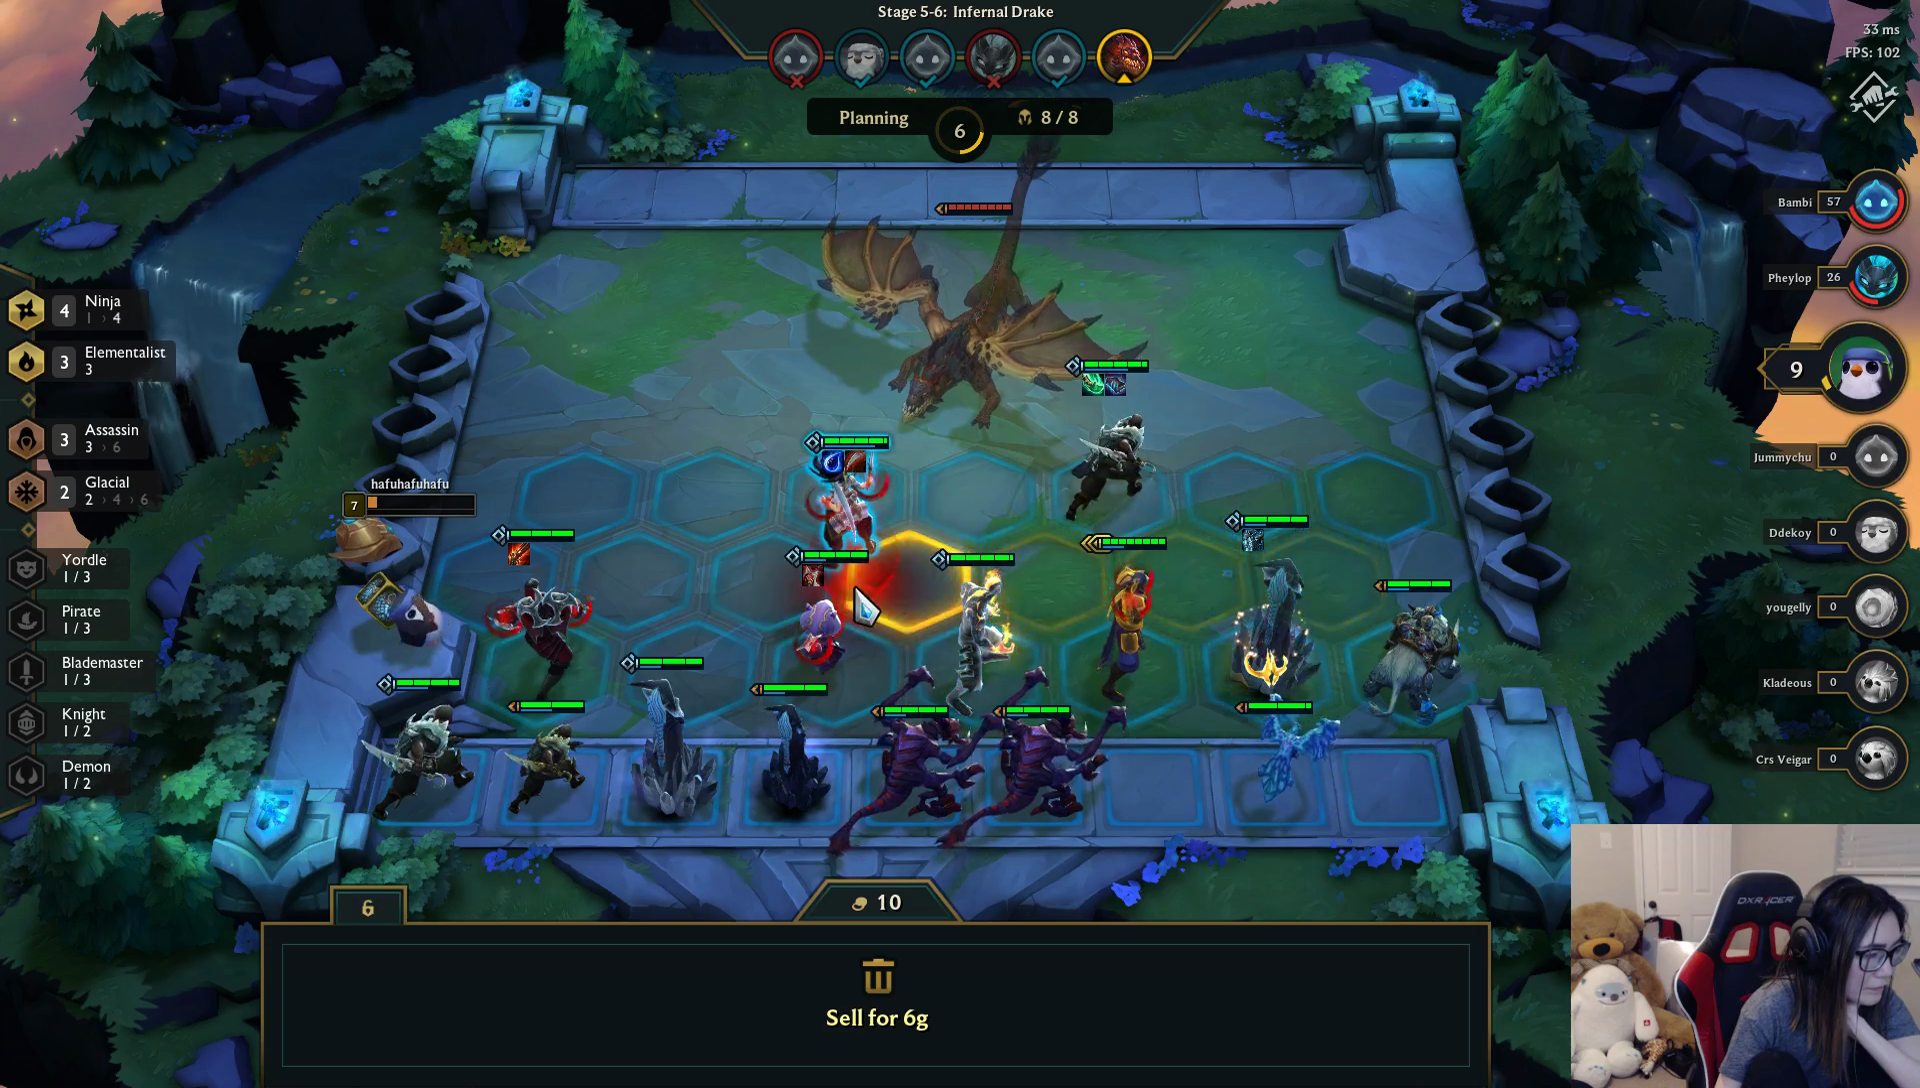 Stage 5-6: Infernal Drake
33 ms
FPS: 102
Planning
6
8 / 8
Bambi 57
Pheylop 26
9
Jummychu 0
Ddekoy 0
yougelly 0
Kladeous 0
Crs Veigar 0
4 Ninja
1 › 4
3 Elementalist
3
3 Assassin
3 › 6
2 Glacial
2 › 4 › 6
Yordle
1 / 3
Pirate
1 / 3
Blademaster
1 / 3
Knight
1 / 2
Demon
1 / 2
hafuhafuhafu
7
6
10
Sell for 6g
DXRACER